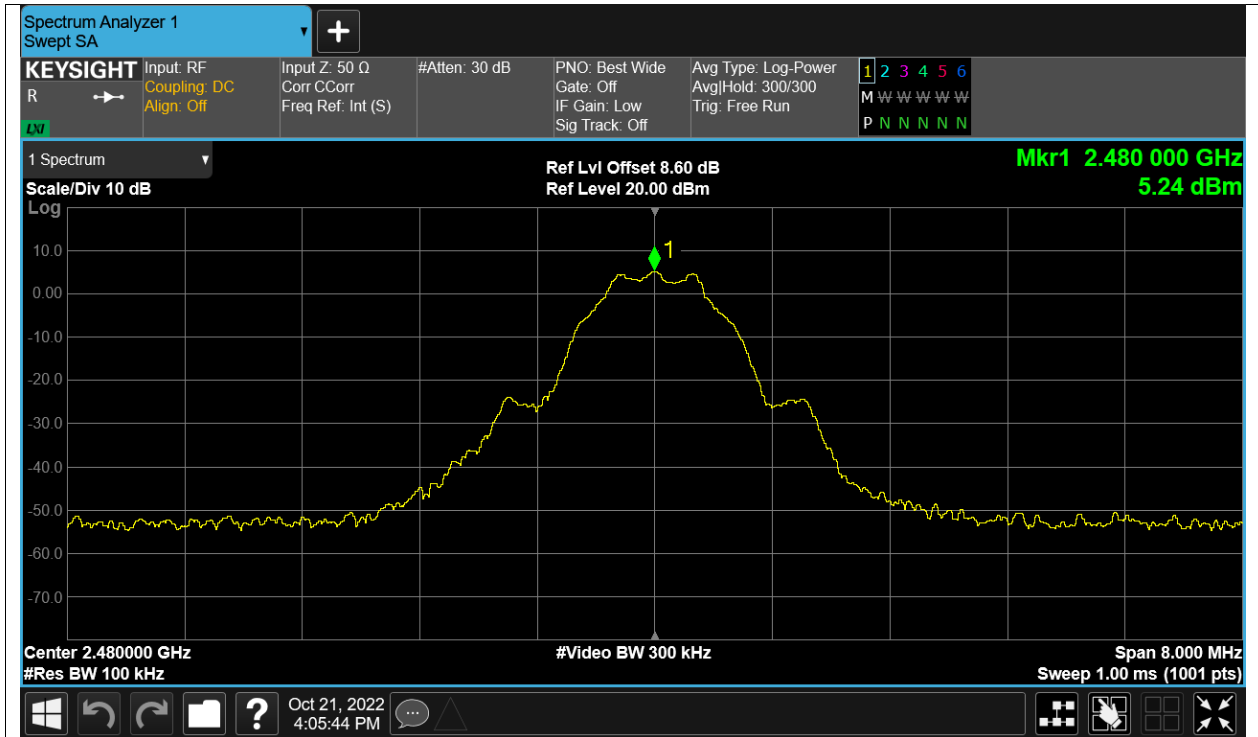 Spectrum Analyzer 1
Swept SA
▼
+
KEYSIGHT
R
LXI
Input: RF
Coupling: DC
Align: Off
Input Z: 50 Ω
Corr CCorr
Freq Ref: Int (S)
#Atten: 30 dB
PNO: Best Wide
Gate: Off
IF Gain: Low
Sig Track: Off
Avg Type: Log-Power
Avg|Hold: 300/300
Trig: Free Run
1 2 3 4 5 6
M W W W W W W
P N N N N N N
1 Spectrum ▼
Scale/Div 10 dB
Log
Ref Lvl Offset 8.60 dB
Ref Level 20.00 dBm
Mkr1 2.480 000 GHz
5.24 dBm
1
10.0
0.00
-10.0
-20.0
-30.0
-40.0
-50.0
-60.0
-70.0
Center 2.480000 GHz
#Res BW 100 kHz
#Video BW 300 kHz
Span 8.000 MHz
Sweep 1.00 ms (1001 pts)
?
Oct 21, 2022
4:05:44 PM